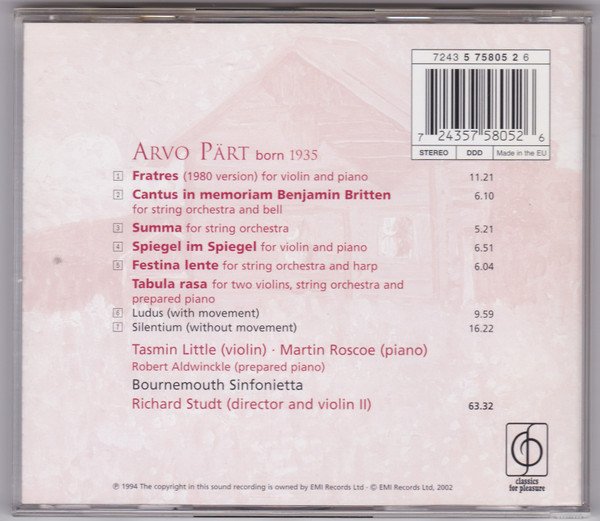 7243 5 75805 2 6
7 24357 58052 6
STEREO DDD Made in the EU
ARVO PÄRT born 1935
1 Fratres (1980 version) for violin and piano 11.21
2 Cantus in memoriam Benjamin Britten 6.10
for string orchestra and bell
3 Summa for string orchestra 5.21
4 Spiegel im Spiegel for violin and piano 6.51
5 Festina lente for string orchestra and harp 6.04
Tabula rasa for two violins, string orchestra and
prepared piano
6 Ludus (with movement) 9.59
7 Silentium (without movement) 16.22
Tasmin Little (violin) · Martin Roscoe (piano)
Robert Aldwinckle (prepared piano)
Bournemouth Sinfonietta
Richard Studt (director and violin II) 63.32
classics
for pleasure
℗ 1994 The copyright in this sound recording is owned by EMI Records Ltd · © EMI Records Ltd, 2002